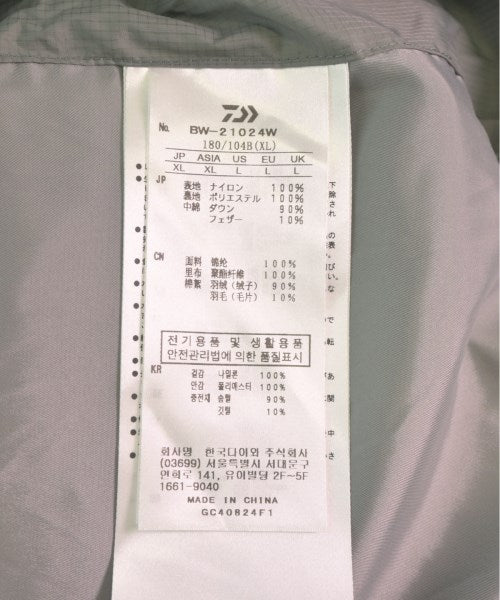 No. BW-21024W
180/104B(XL)
JP ASIA US EU UK
XL XL L L L
JP 表地 ナイロン 100%
裏地 ポリエステル 100%
中綿 ダウン 90%
フェザー 10%
CN 面料 锦纶 100%
里布 聚酯纤维 100%
棉絮 羽绒(绒子) 90%
羽毛(毛片) 10%
전기용품 및 생활용품
안전관리법에 의한 품질표시
KR 겉감 나일론 100%
안감 폴리에스터 100%
충전재 솜털 90%
깃털 10%
회사명 한국다이와 주식회사
(03699) 서울특별시 서대문구
연희로 141, 유아빌딩 2F~5F
1661-9040
MADE IN CHINA
GC40824F1